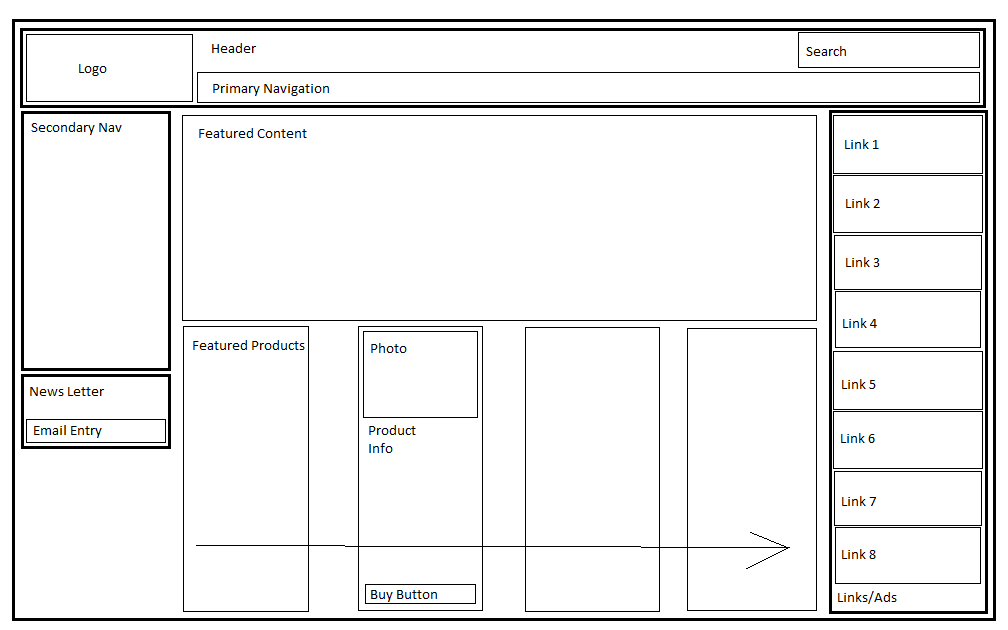 Header
Search
Logo
Primary Navigation
Secondary Nav
Featured Content
News Letter
Email Entry
Featured Products
Photo
Product
Info
Buy Button
Link 1
Link 2
Link 3
Link 4
Link 5
Link 6
Link 7
Link 8
Links/Ads